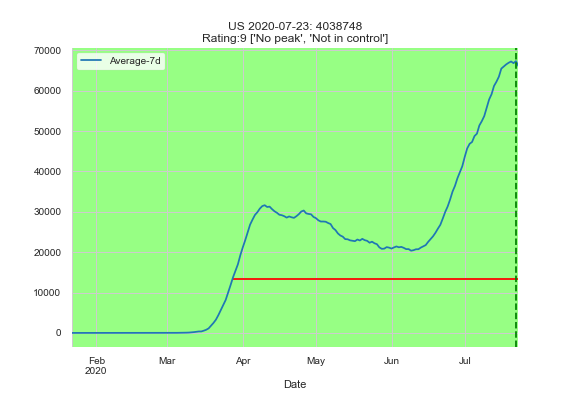 US 2020-07-23: 4038748
Rating:9 ['No peak', 'Not in control']
Average-7d
70000
60000
50000
40000
30000
20000
10000
0
Feb
2020
Mar
Apr
May
Jun
Jul
Date